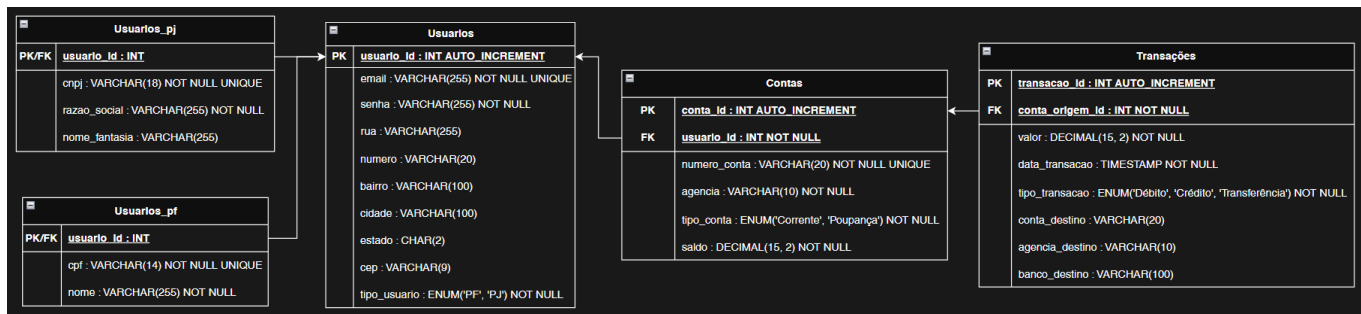 Usuarios_pj
PK/FK usuario_id : INT
cnpj : VARCHAR(18) NOT NULL UNIQUE
razao_social : VARCHAR(255) NOT NULL
nome_fantasia : VARCHAR(255)
Usuarios_pf
PK/FK usuario_id : INT
cpf : VARCHAR(14) NOT NULL UNIQUE
nome : VARCHAR(255) NOT NULL
Usuarios
PK usuario_id : INT AUTO_INCREMENT
email : VARCHAR(255) NOT NULL UNIQUE
senha : VARCHAR(255) NOT NULL
rua : VARCHAR(255)
numero : VARCHAR(20)
bairro : VARCHAR(100)
cidade : VARCHAR(100)
estado : CHAR(2)
cep : VARCHAR(9)
tipo_usuario : ENUM('PF', 'PJ') NOT NULL
Contas
PK conta_id : INT AUTO_INCREMENT
FK usuario_id : INT NOT NULL
numero_conta : VARCHAR(20) NOT NULL UNIQUE
agencia : VARCHAR(10) NOT NULL
tipo_conta : ENUM('Corrente', 'Poupança') NOT NULL
saldo : DECIMAL(15, 2) NOT NULL
Transações
PK transacao_id : INT AUTO_INCREMENT
FK conta_origem_id : INT NOT NULL
valor : DECIMAL(15, 2) NOT NULL
data_transacao : TIMESTAMP NOT NULL
tipo_transacao : ENUM('Débito', 'Crédito', 'Transferência') NOT NULL
conta_destino : VARCHAR(20)
agencia_destino : VARCHAR(10)
banco_destino : VARCHAR(100)